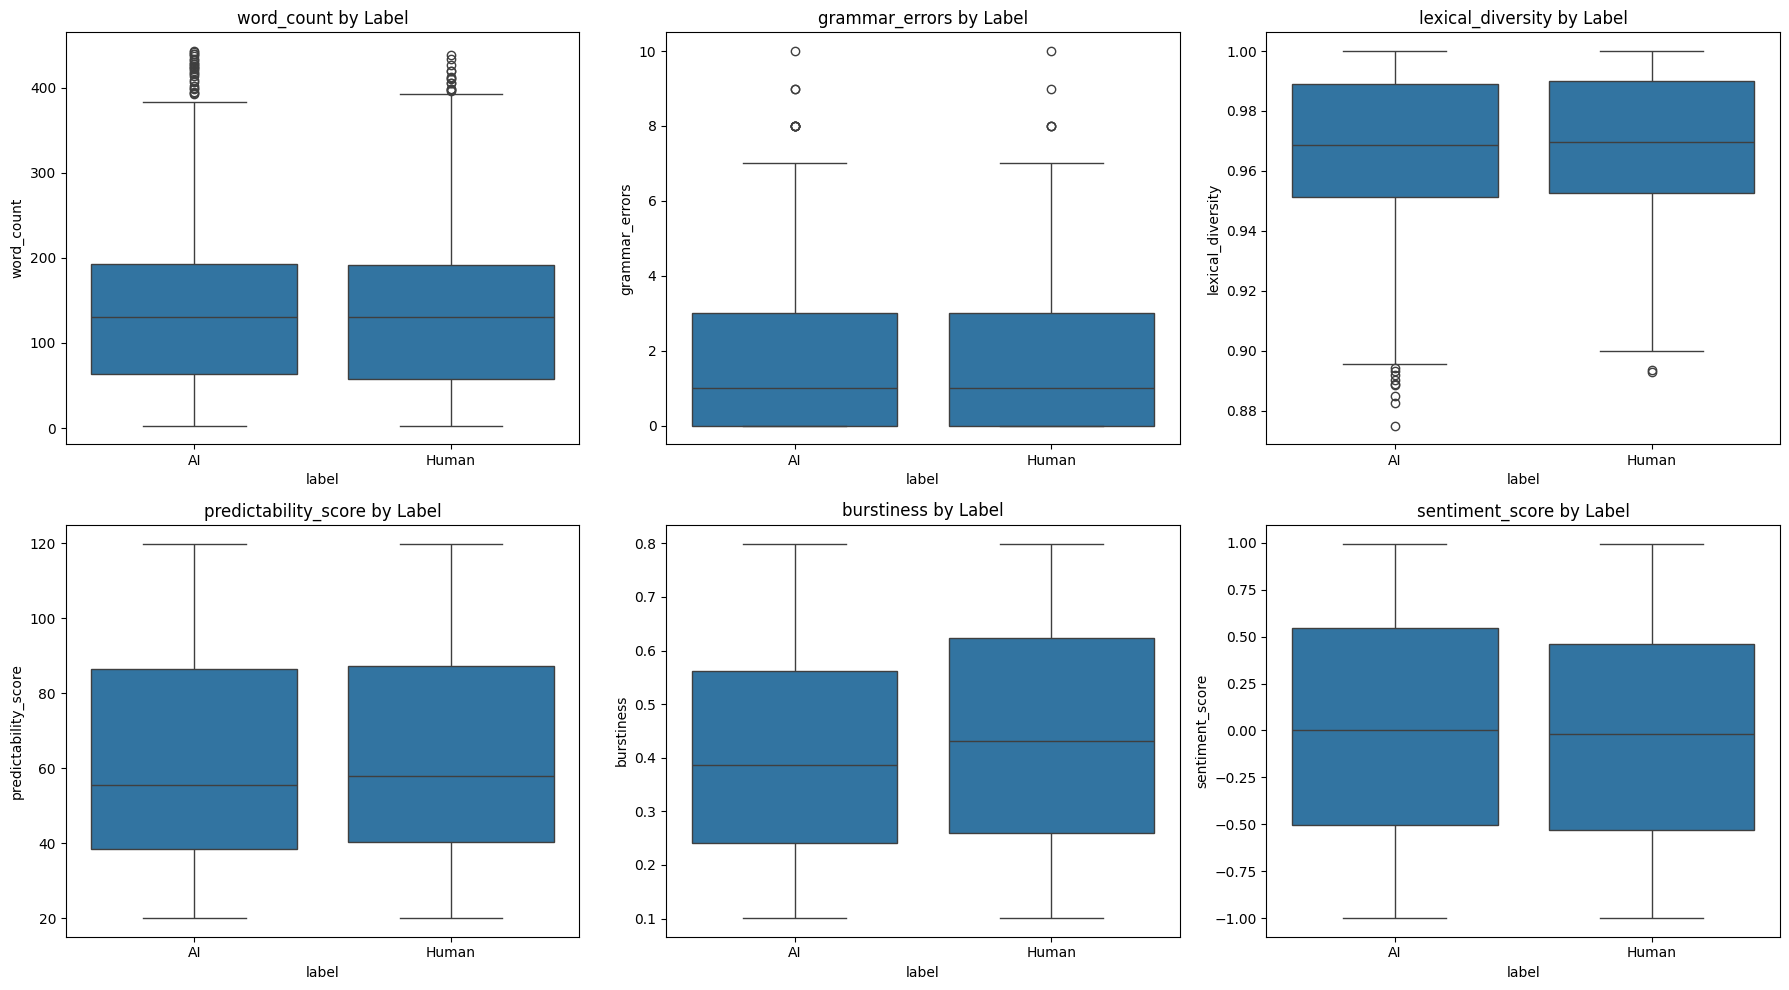 word_count by Label
word_count
400
300
200
100
0
AI
Human
label
grammar_errors by Label
grammar_errors
10
8
6
4
2
0
AI
Human
label
lexical_diversity by Label
lexical_diversity
1.00
0.98
0.96
0.94
0.92
0.90
0.88
AI
Human
label
predictability_score by Label
predictability_score
120
100
80
60
40
20
AI
Human
label
burstiness by Label
burstiness
0.8
0.7
0.6
0.5
0.4
0.3
0.2
0.1
AI
Human
label
sentiment_score by Label
sentiment_score
1.00
0.75
0.50
0.25
0.00
−0.25
−0.50
−0.75
−1.00
AI
Human
label